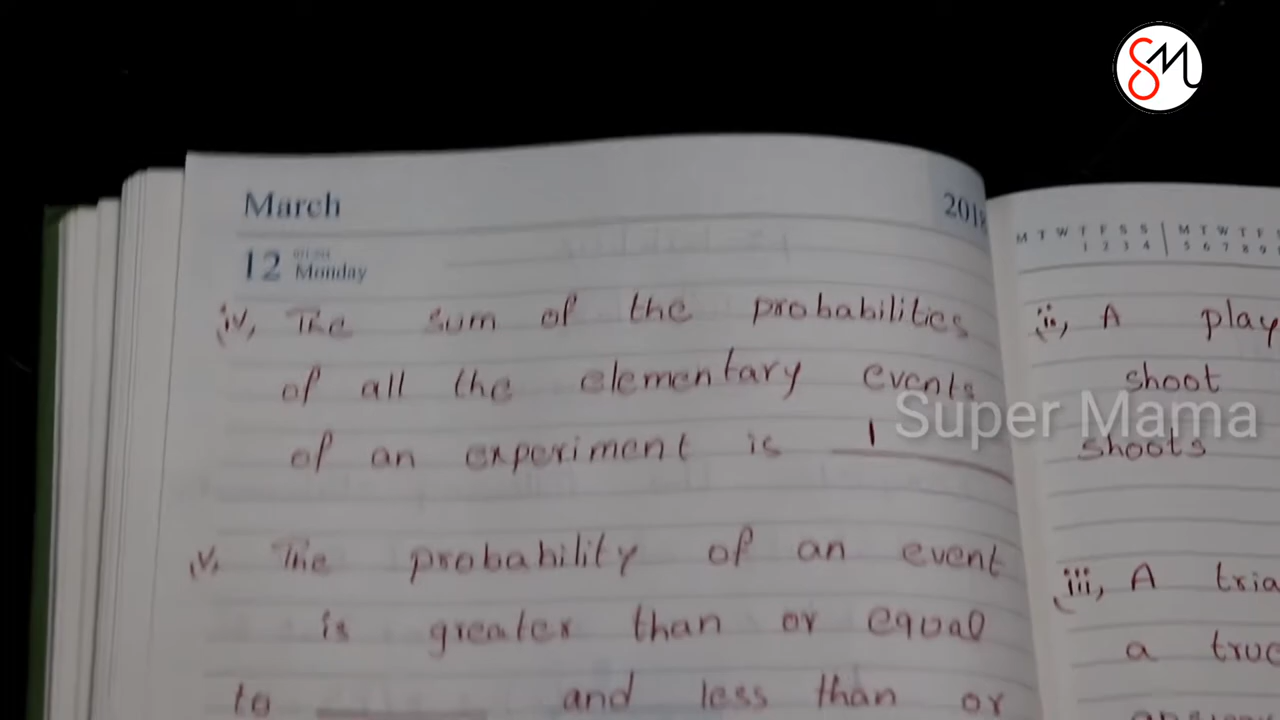 SM
March
2018
12 Monday
iv, The sum of the probabilities
of all the elementary events
of an experiment is 1
v, The probability of an event
is greater than or equal
to ______ and less than or
M T W T F S S | M T W T F S
1 2 3 4 | 5 6 7 8 9
ii, A play
shoot
shoots
iii, A tria
a true
Super Mama